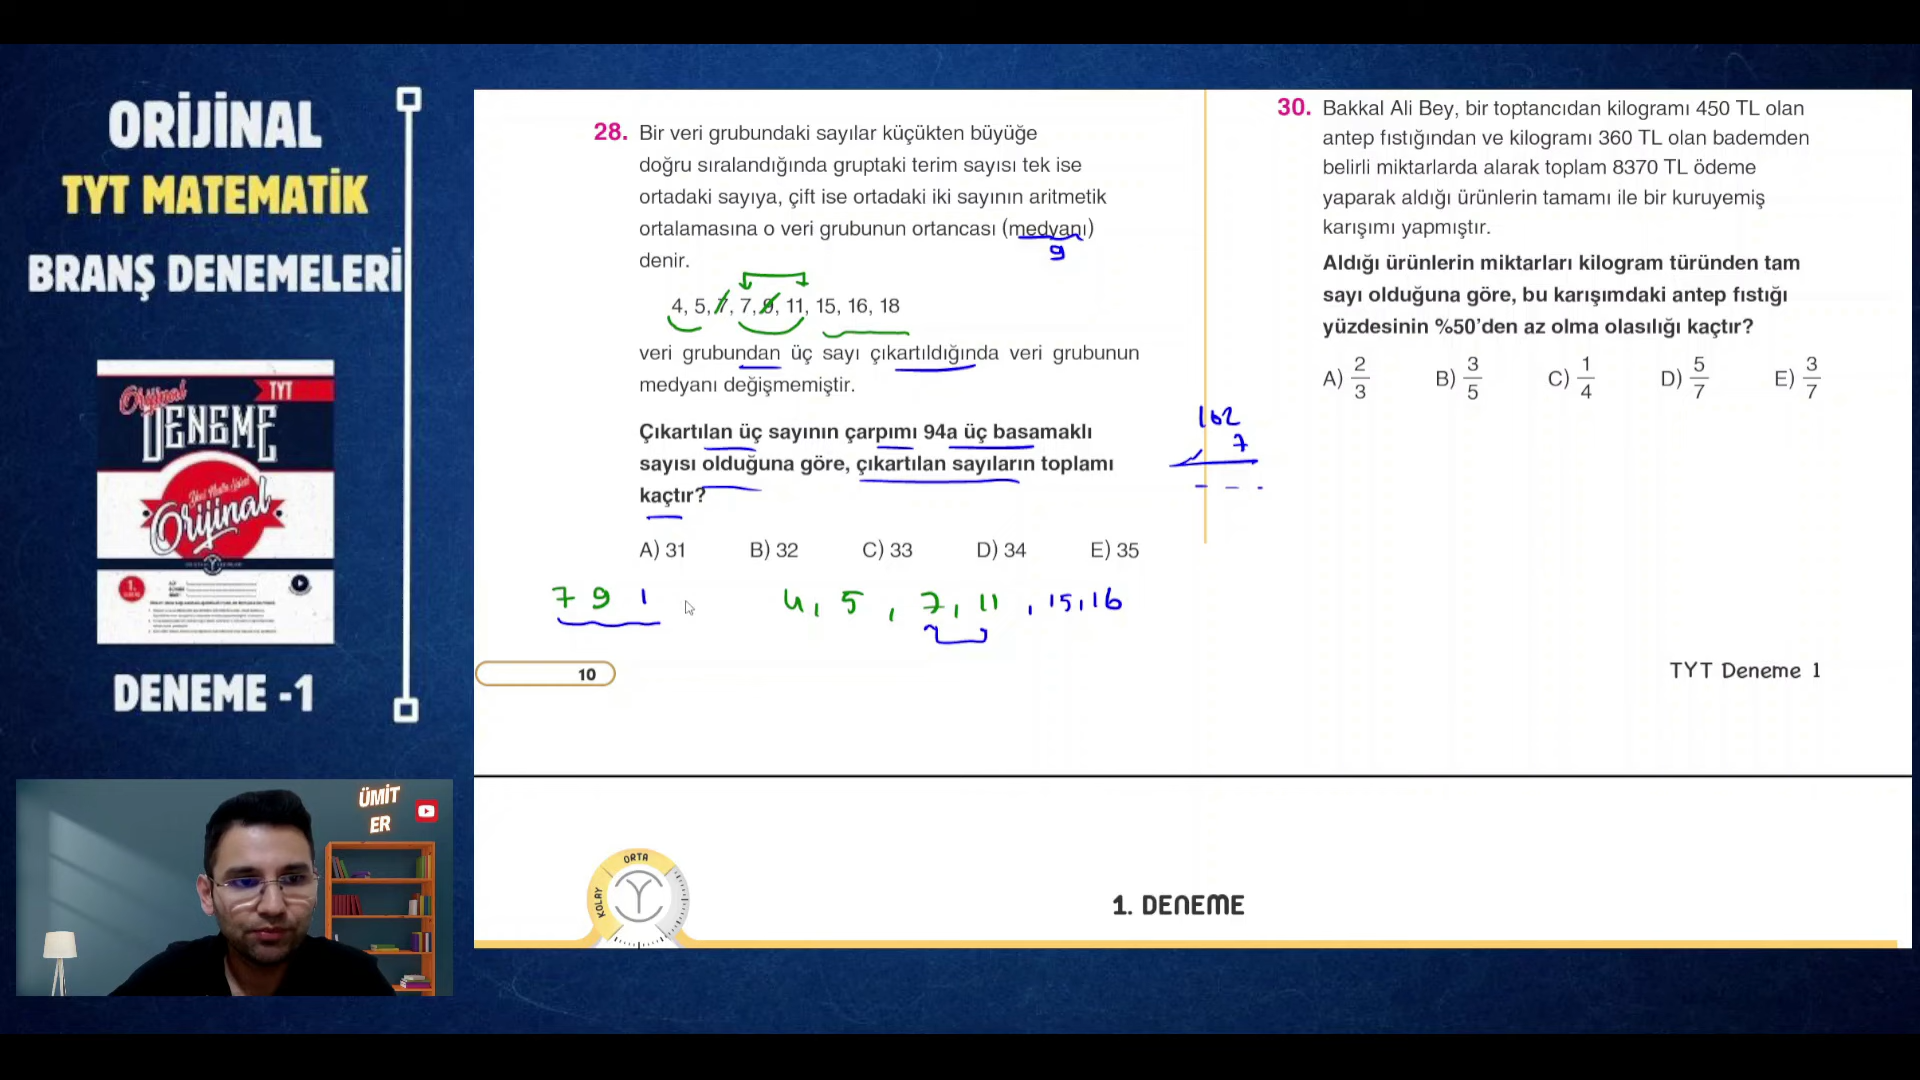 ORİJİNAL
TYT MATEMATİK
BRANŞ DENEMELERİ
TYT
Orijinal
DENEME
Orijinal
DENEME -1
ÜMİT
ER
28. Bir veri grubundaki sayılar küçükten büyüğe
doğru sıralandığında gruptaki terim sayısı tek ise
ortadaki sayıya, çift ise ortadaki iki sayının aritmetik
ortalamasına o veri grubunun ortancası (medyanı)
9
denir.
4, 5, 7, 7, 9, 11, 15, 16, 18
veri grubundan üç sayı çıkartıldığında veri grubunun
medyanı değişmemiştir.
Çıkartılan üç sayının çarpımı 94a üç basamaklı
sayısı olduğuna göre, çıkartılan sayıların toplamı
kaçtır?
A) 31 B) 32 C) 33 D) 34 E) 35
7 9 1 4, 5, 7, 11, 15, 16
10
162
7
30. Bakkal Ali Bey, bir toptancıdan kilogramı 450 TL olan
antep fıstığından ve kilogramı 360 TL olan bademden
belirli miktarlarda alarak toplam 8370 TL ödeme
yaparak aldığı ürünlerin tamamı ile bir kuruyemiş
karışımı yapmıştır.
Aldığı ürünlerin miktarları kilogram türünden tam
sayı olduğuna göre, bu karışımdaki antep fıstığı
yüzdesinin %50'den az olma olasılığı kaçtır?
A) 2/3 B) 3/5 C) 1/4 D) 5/7 E) 3/7
TYT Deneme 1
KOLAY
ORTA
1. DENEME